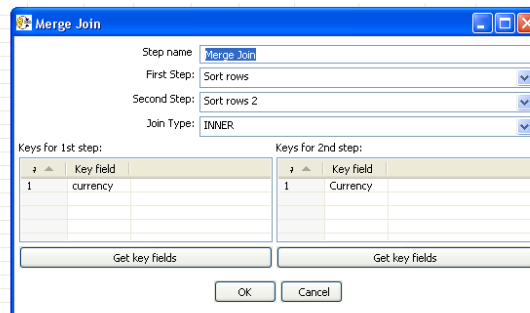 Merge Join
Step name Merge Join
First Step: Sort rows
Second Step: Sort rows 2
Join Type: INNER
Keys for 1st step: Keys for 2nd step:
Key field Key field
1 currency 1 Currency
Get key fields Get key fields
OK Cancel